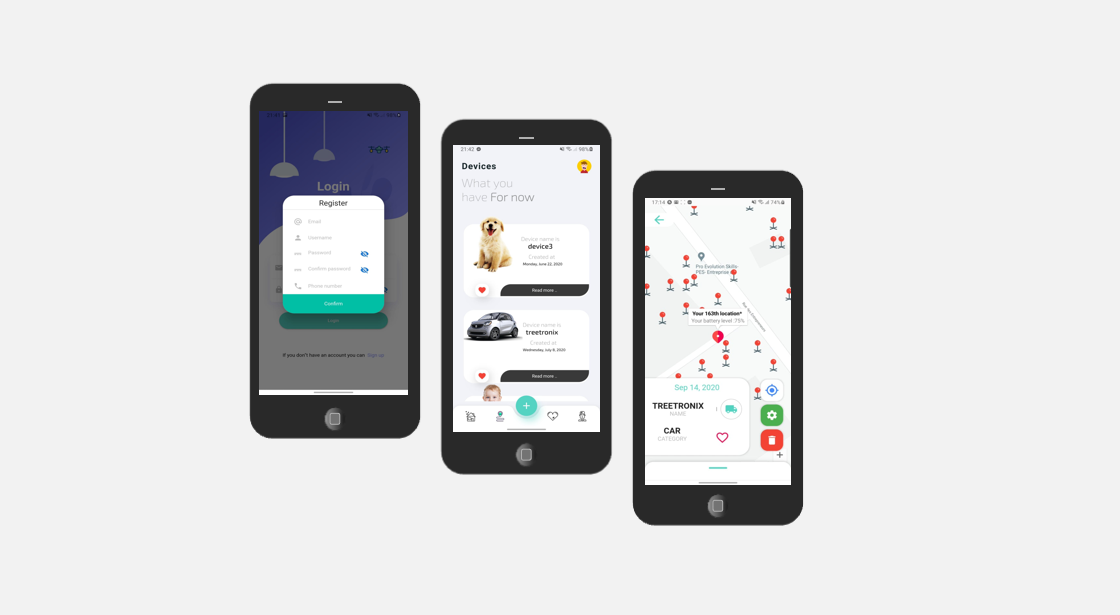 Login
Register
Email
Username
Password
Confirm password
Phone number
Confirm
Login
If you don't have an account you can Sign up
21:42
98%
Devices
What you
have For now
Device name is
device3
Created at
Monday, June 22, 2020
Read more...
Device name is
treetronix
Created at
Wednesday, July 8, 2020
Read more...
17:14
74%
Pro Evolution Skills
PES- Entreprise
Your 163th location*
Your battery level :75%
Sep 14, 2020
TREETRONIX
NAME
CAR
CATEGORY